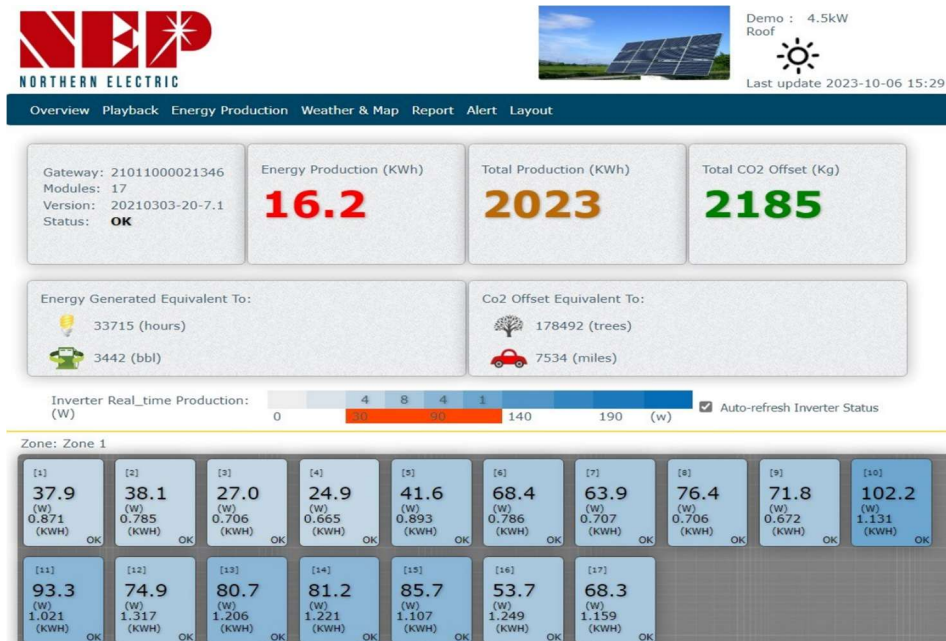 NEP
NORTHERN ELECTRIC
Demo : 4.5kW
Roof
Last update 2023-10-06 15:29
Overview Playback Energy Production Weather & Map Report Alert Layout
Gateway: 21011000021346
Modules: 17
Version: 20210303-20-7.1
Status: OK
Energy Production (KWh)
16.2
Total Production (KWh)
2023
Total CO2 Offset (Kg)
2185
Energy Generated Equivalent To:
33715 (hours)
3442 (bbl)
Co2 Offset Equivalent To:
178492 (trees)
7534 (miles)
Inverter Real_time Production:
(W)
4 8 4 1
0 30 90 140 190 (w)
Auto-refresh Inverter Status
Zone: Zone 1
[1] [2] [3] [4] [5] [6] [7] [8] [9] [10]
37.9 38.1 27.0 24.9 41.6 68.4 63.9 76.4 71.8 102.2
(W) (W) (W) (W) (W) (W) (W) (W) (W) (W)
0.871 0.785 0.706 0.665 0.893 0.786 0.707 0.706 0.672 1.131
(KWH) (KWH) (KWH) (KWH) (KWH) (KWH) (KWH) (KWH) (KWH) (KWH)
OK OK OK OK OK OK OK OK OK OK
[11] [12] [13] [14] [15] [16] [17]
93.3 74.9 80.7 81.2 85.7 53.7 68.3
(W) (W) (W) (W) (W) (W) (W)
1.021 1.317 1.206 1.221 1.107 1.249 1.159
(KWH) (KWH) (KWH) (KWH) (KWH) (KWH) (KWH)
OK OK OK OK OK OK OK